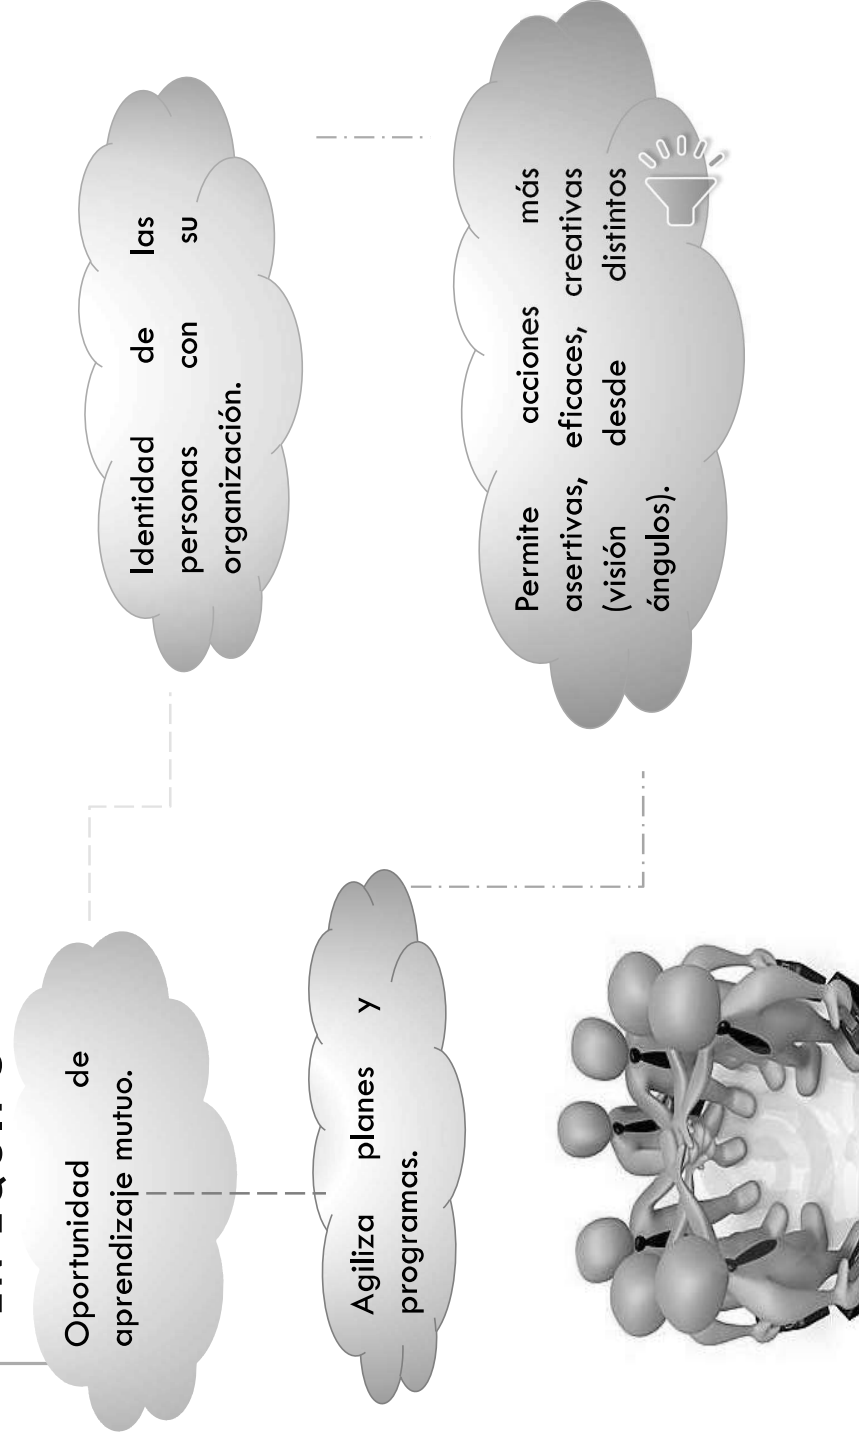 Oportunidad de
aprendizaje mutuo.
Identidad de las
personas con su
organización.
Agiliza planes y
programas.
Permite acciones más
asertivas, eficaces, creativas
(visión desde distintos
ángulos).